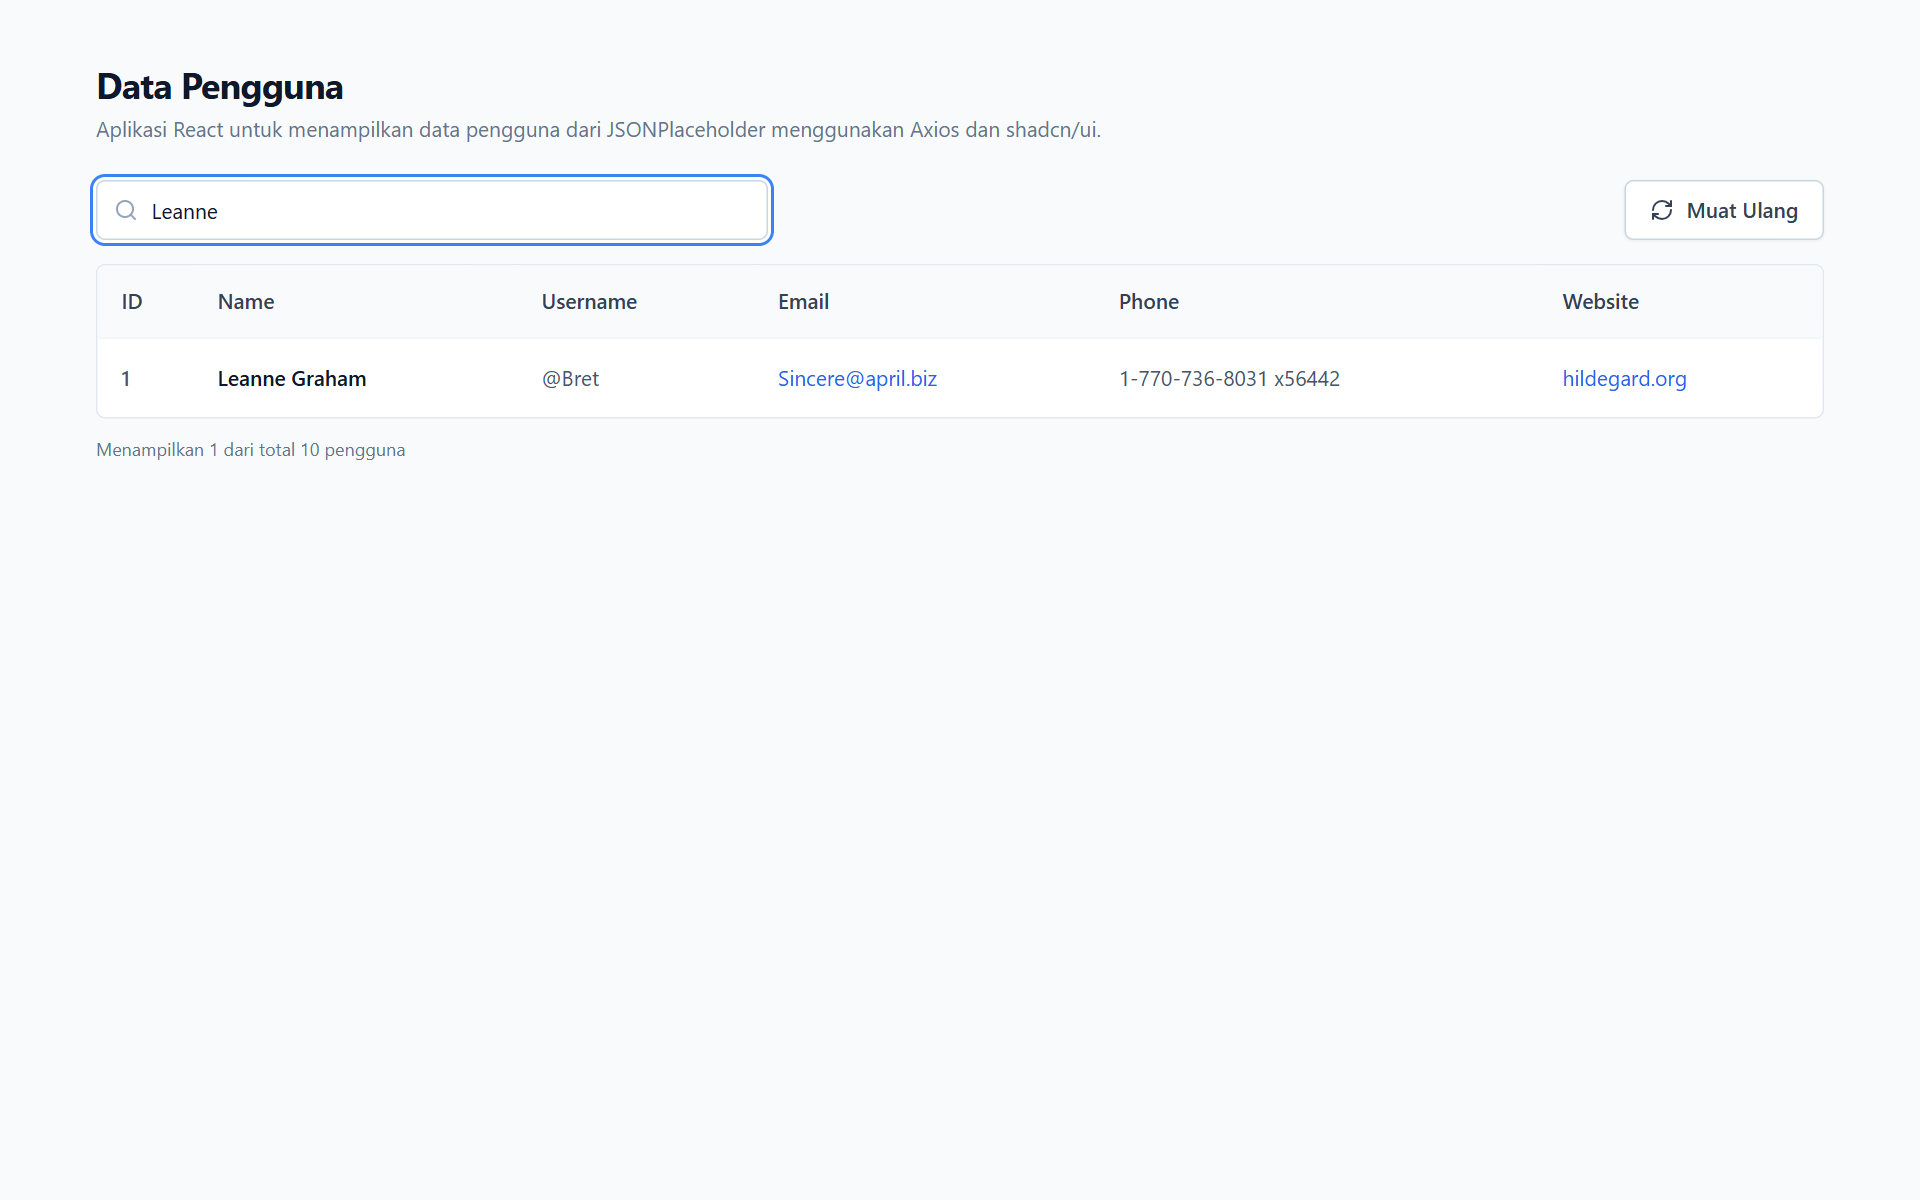 Data Pengguna
Aplikasi React untuk menampilkan data pengguna dari JSONPlaceholder menggunakan Axios dan shadcn/ui.
Leanne
Muat Ulang
ID Name Username Email Phone Website
1 Leanne Graham @Bret Sincere@april.biz 1-770-736-8031 x56442 hildegard.org
Menampilkan 1 dari total 10 pengguna